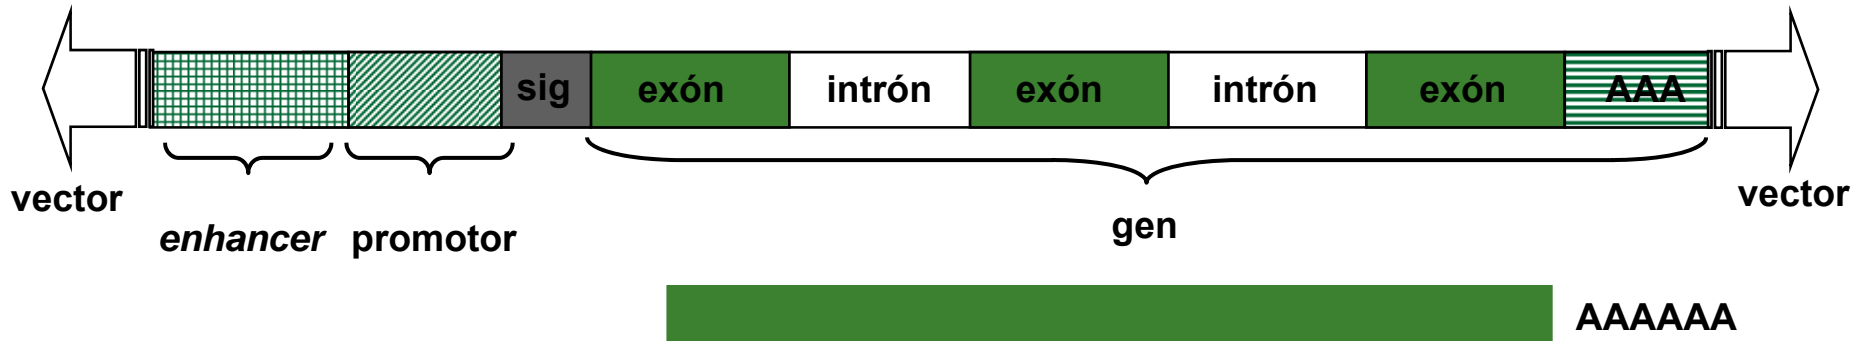 sig exón intrón exón intrón exón AAA
vector enhancer promotor gen vector
AAAAAA